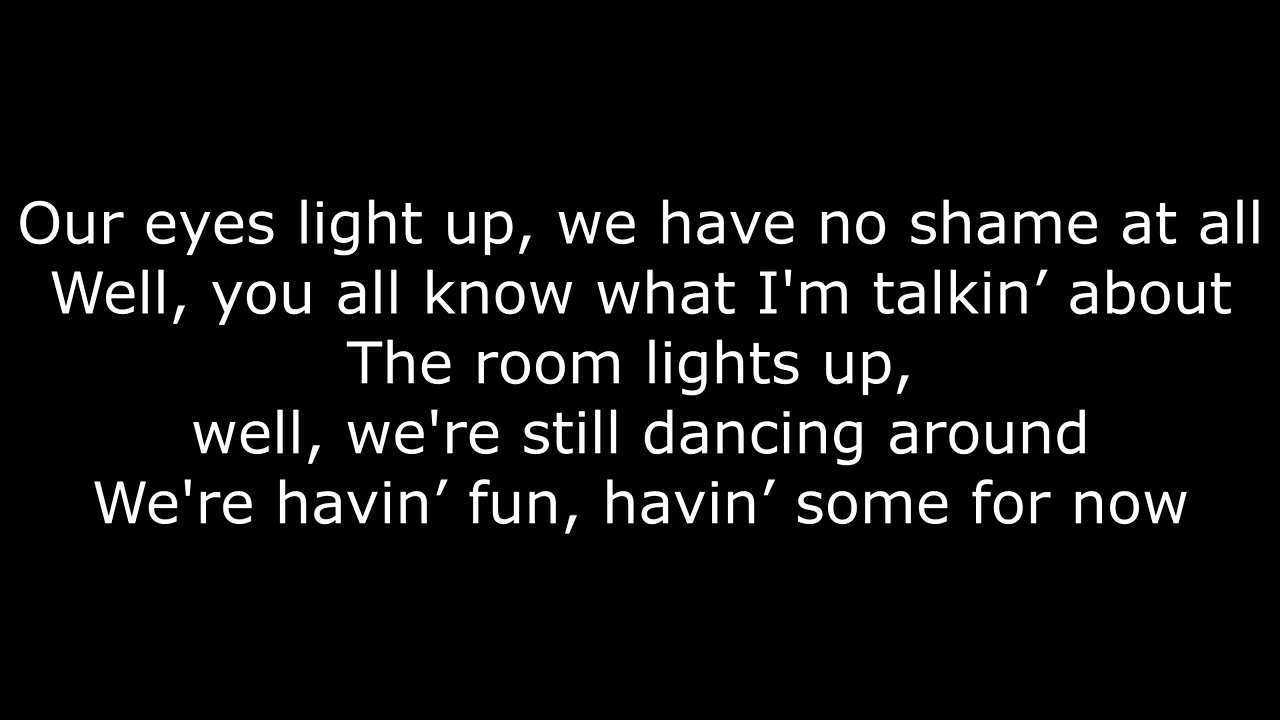 Our eyes light up, we have no shame at all
Well, you all know what I'm talkin’ about
The room lights up,
well, we're still dancing around
We're havin’ fun, havin’ some for now